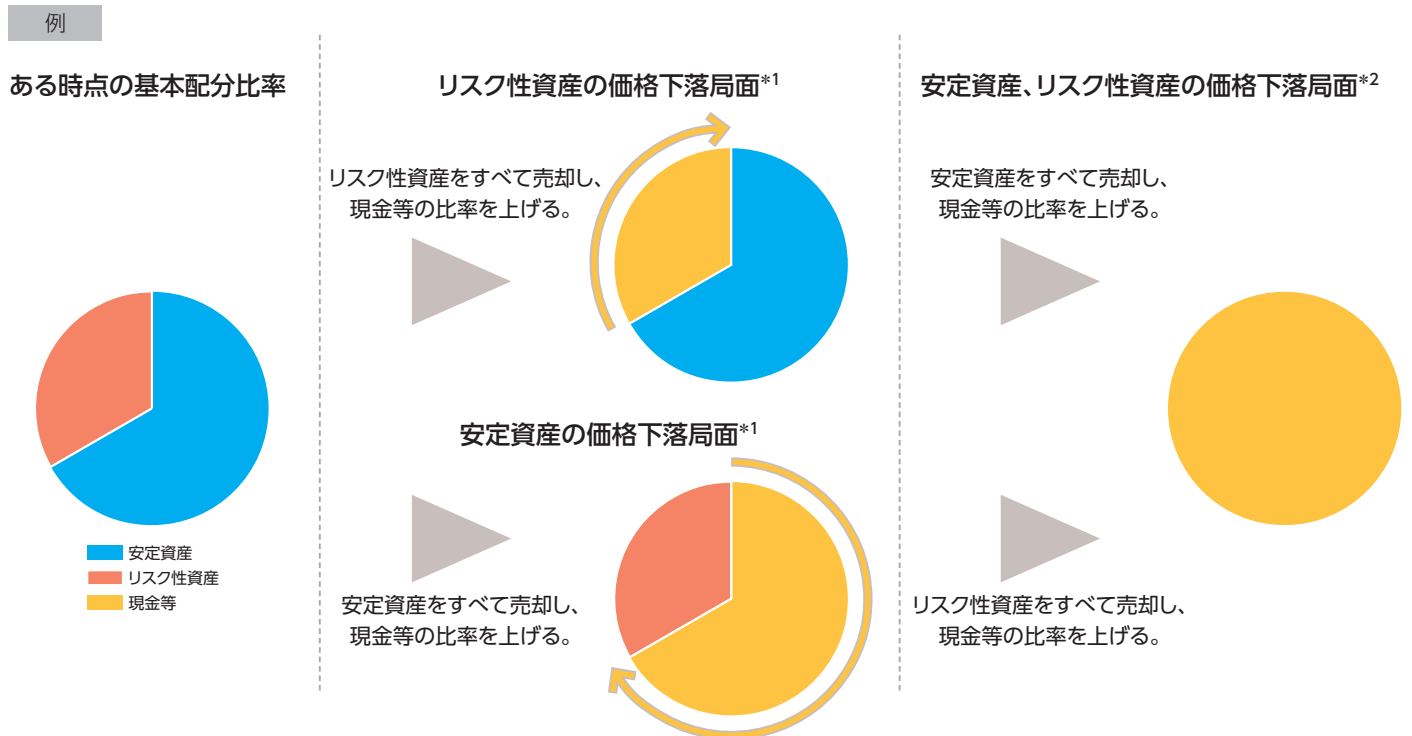 例
ある時点の基本配分比率
リスク性資産の価格下落局面*1
安定資産、リスク性資産の価格下落局面*2
リスク性資産をすべて売却し、
現金等の比率を上げる。
安定資産をすべて売却し、
現金等の比率を上げる。
安定資産の価格下落局面*1
安定資産
リスク性資産
現金等
安定資産をすべて売却し、
現金等の比率を上げる。
リスク性資産をすべて売却し、
現金等の比率を上げる。